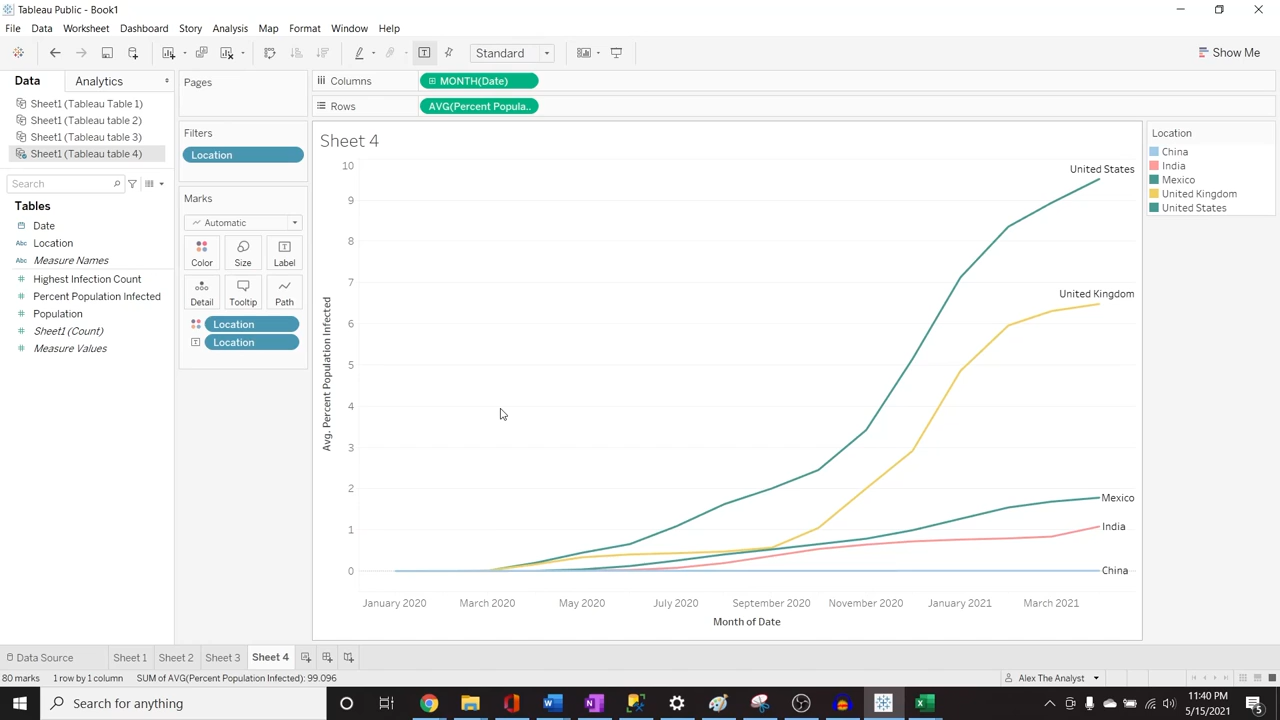 Tableau Public - Book1
File Data Worksheet Dashboard Story Analysis Map Format Window Help
Standard
Show Me
Data Analytics
Sheet1 (Tableau Table 1)
Sheet1 (Tableau table 2)
Sheet1 (Tableau table 3)
Sheet1 (Tableau table 4)
Search
Tables
Date
Abc Location
Abc Measure Names
Highest Infection Count
Percent Population Infected
Population
Sheet1 (Count)
Measure Values
Pages
Filters
Location
Marks
Automatic
Color Size Label
Detail Tooltip Path
Location
Location
Columns MONTH(Date)
Rows AVG(Percent Popula..
Sheet 4
10
9
8
7
6
5
4
3
2
1
0
Avg. Percent Population Infected
United States
United Kingdom
Mexico
India
China
January 2020 March 2020 May 2020 July 2020 September 2020 November 2020 January 2021 March 2021
Month of Date
Location
China
India
Mexico
United Kingdom
United States
Data Source Sheet 1 Sheet 2 Sheet 3 Sheet 4
80 marks 1 row by 1 column SUM of AVG(Percent Population Infected): 99.096 Alex The Analyst
Search for anything
11:40 PM
5/15/2021
5